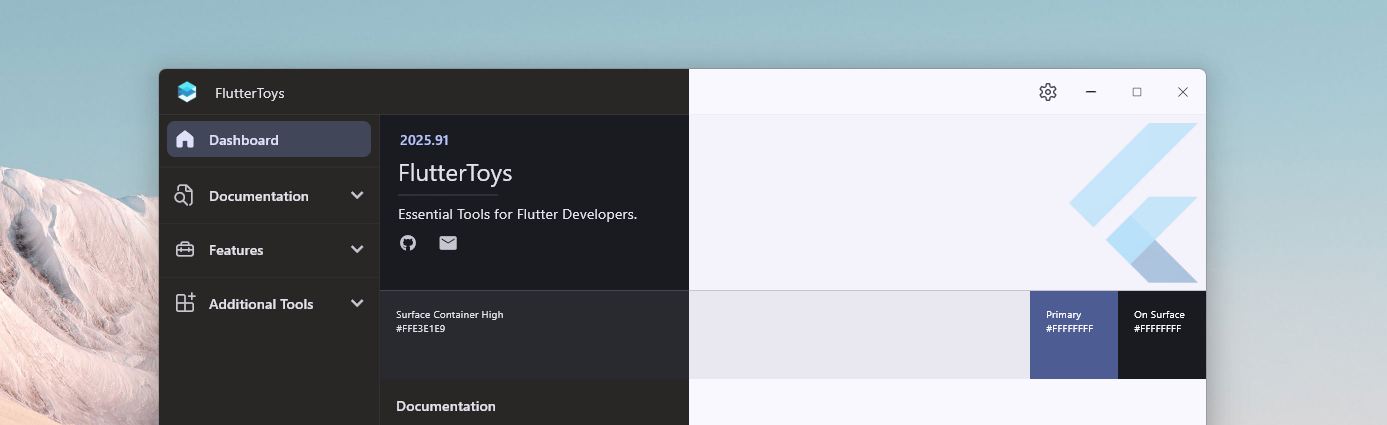 FlutterToys
Dashboard
Documentation
Features
Additional Tools
2025.91
FlutterToys
Essential Tools for Flutter Developers.
Surface Container High
#FFE3E1E9
Primary
#FFFFFFFF
On Surface
#FFFFFFFF
Documentation